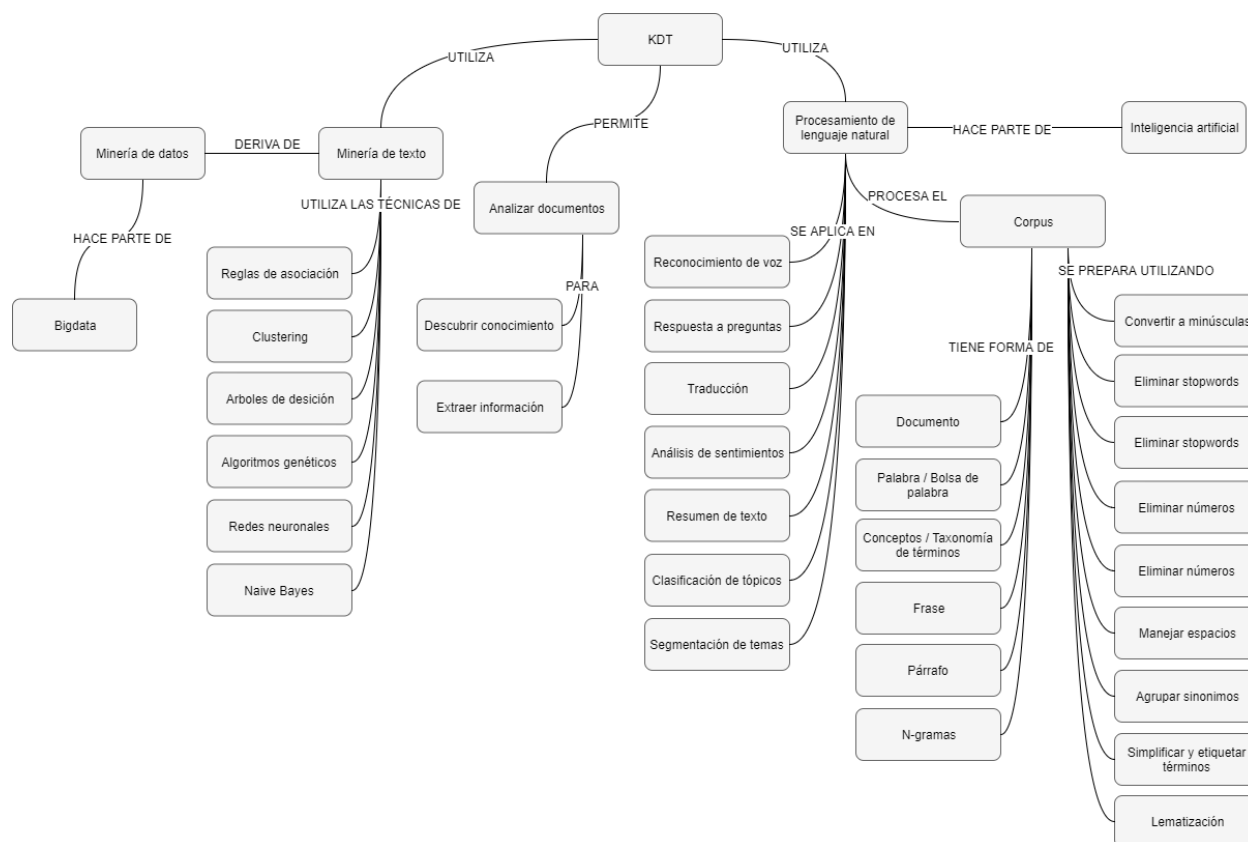 KDT
UTILIZA
UTILIZA
PERMITE
Minería de datos
DERIVA DE
Minería de texto
Procesamiento de
lenguaje natural
HACE PARTE DE
Inteligencia artificial
HACE PARTE DE
Bigdata
UTILIZA LAS TÉCNICAS DE
Reglas de asociación
Clustering
Arboles de desición
Algoritmos genéticos
Redes neuronales
Naive Bayes
Analizar documentos
PARA
Descubrir conocimiento
Extraer información
SE APLICA EN
Reconocimiento de voz
Respuesta a preguntas
Traducción
Análisis de sentimientos
Resumen de texto
Clasificación de tópicos
Segmentación de temas
PROCESA EL
Corpus
TIENE FORMA DE
Documento
Palabra / Bolsa de
palabra
Conceptos / Taxonomía
de términos
Frase
Párrafo
N-gramas
SE PREPARA UTILIZANDO
Convertir a minúsculas
Eliminar stopwords
Eliminar stopwords
Eliminar números
Eliminar números
Manejar espacios
Agrupar sinonimos
Simplificar y etiquetar
términos
Lematización